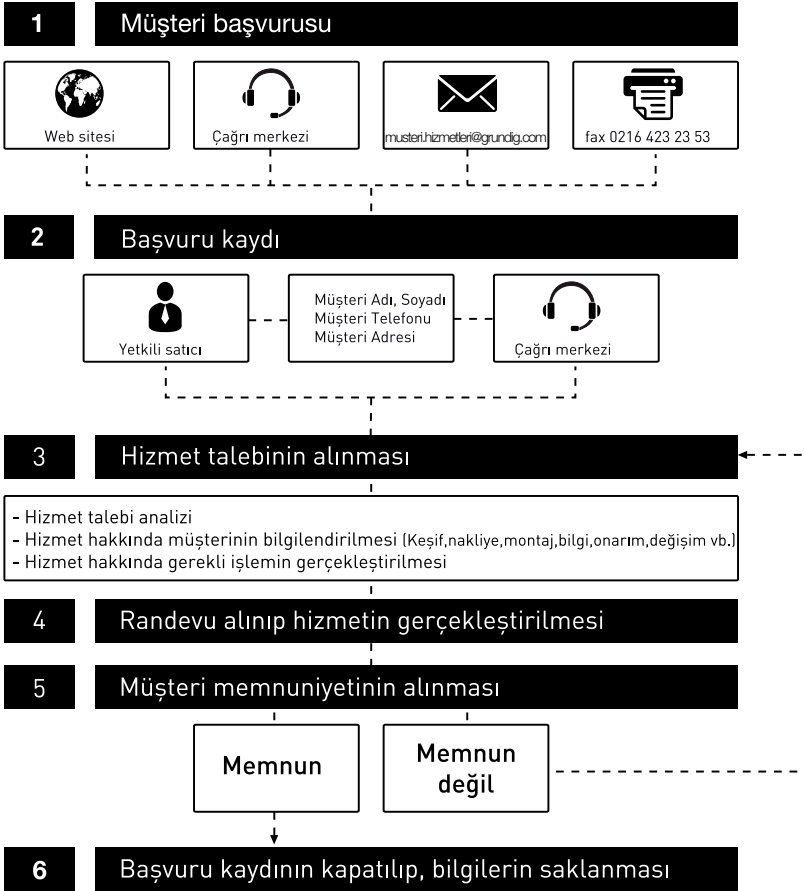 1 Müşteri başvurusu
Web sitesi
Çağrı merkezi
musteri.hizmetleri@grundig.com
fax 0216 423 23 53
2 Başvuru kaydı
Yetkili satıcı
Müşteri Adı, Soyadı
Müşteri Telefonu
Müşteri Adresi
Çağrı merkezi
3 Hizmet talebinin alınması
- Hizmet talebi analizi
- Hizmet hakkında müşterinin bilgilendirilmesi (Keşif,nakliye,montaj,bilgi,onarım,değişim vb.)
- Hizmet hakkında gerekli işlemin gerçekleştirilmesi
4 Randevu alınıp hizmetin gerçekleştirilmesi
5 Müşteri memnuniyetinin alınması
Memnun
Memnun
değil
6 Başvuru kaydının kapatılıp, bilgilerin saklanması